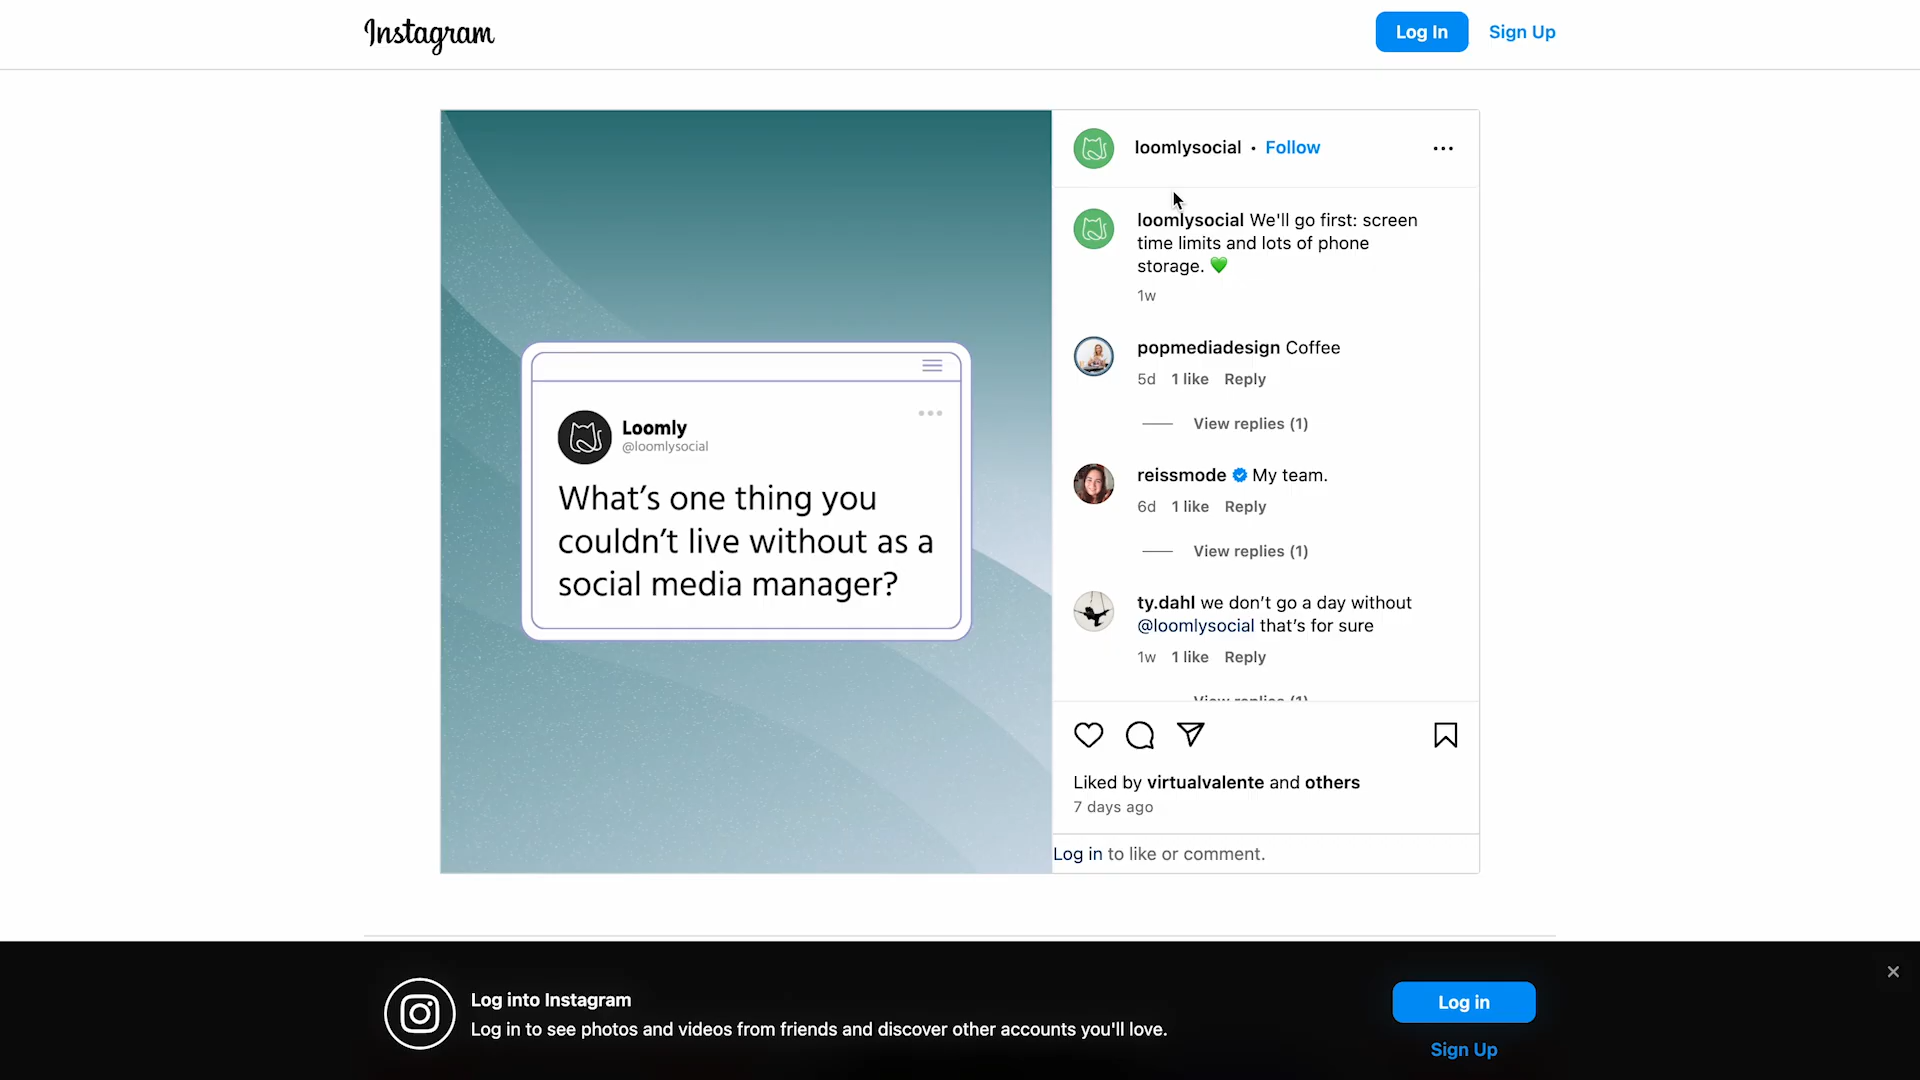 Instagram
Log In
Sign Up
Loomly
@loomlysocial
What's one thing you
couldn't live without as a
social media manager?
loomlysocial • Follow
loomlysocial We'll go first: screen
time limits and lots of phone
storage. 💚
1w
popmediadesign Coffee
5d 1 like Reply
View replies (1)
reissmode My team.
6d 1 like Reply
View replies (1)
ty.dahl we don't go a day without
@loomlysocial that's for sure
1w 1 like Reply
View replies (1)
Liked by virtualvalente and others
7 days ago
Log in to like or comment.
Log into Instagram
Log in to see photos and videos from friends and discover other accounts you'll love.
Log in
Sign Up